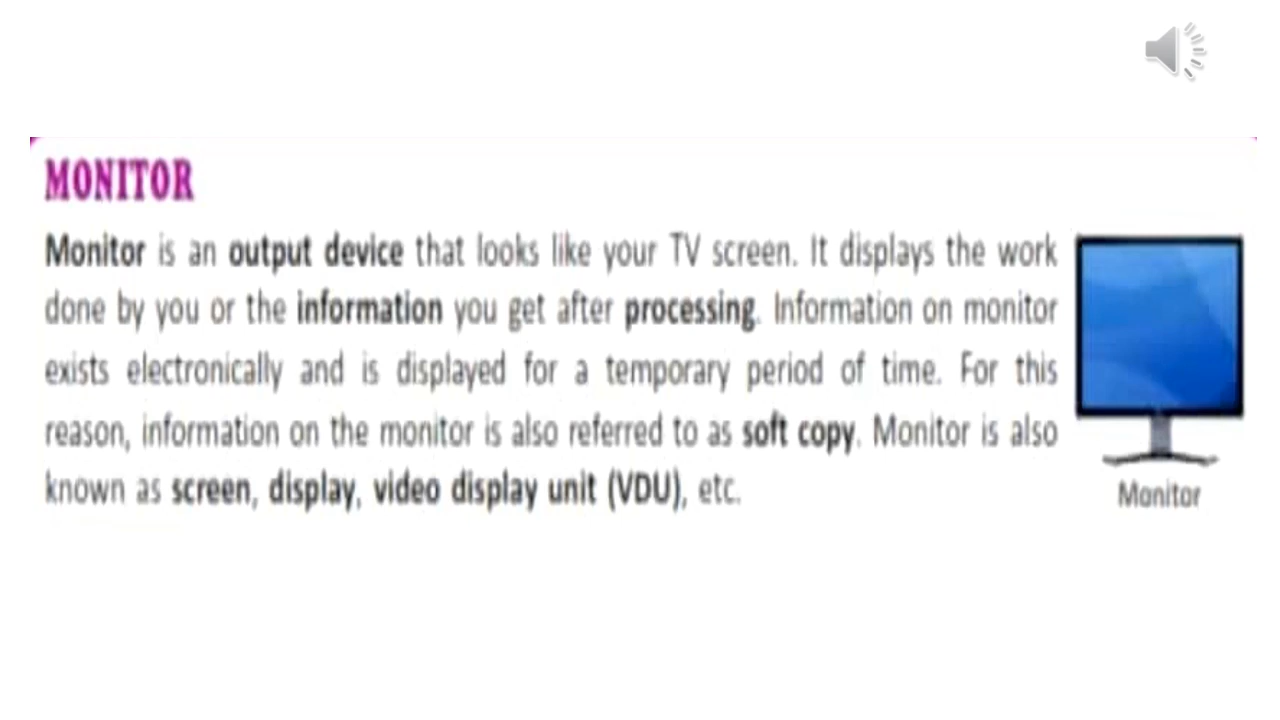 MONITOR
Monitor is an output device that looks like your TV screen. It displays the work
done by you or the information you get after processing. Information on monitor
exists electronically and is displayed for a temporary period of time. For this
reason, information on the monitor is also referred to as soft copy. Monitor is also
known as screen, display, video display unit (VDU), etc.
Monitor